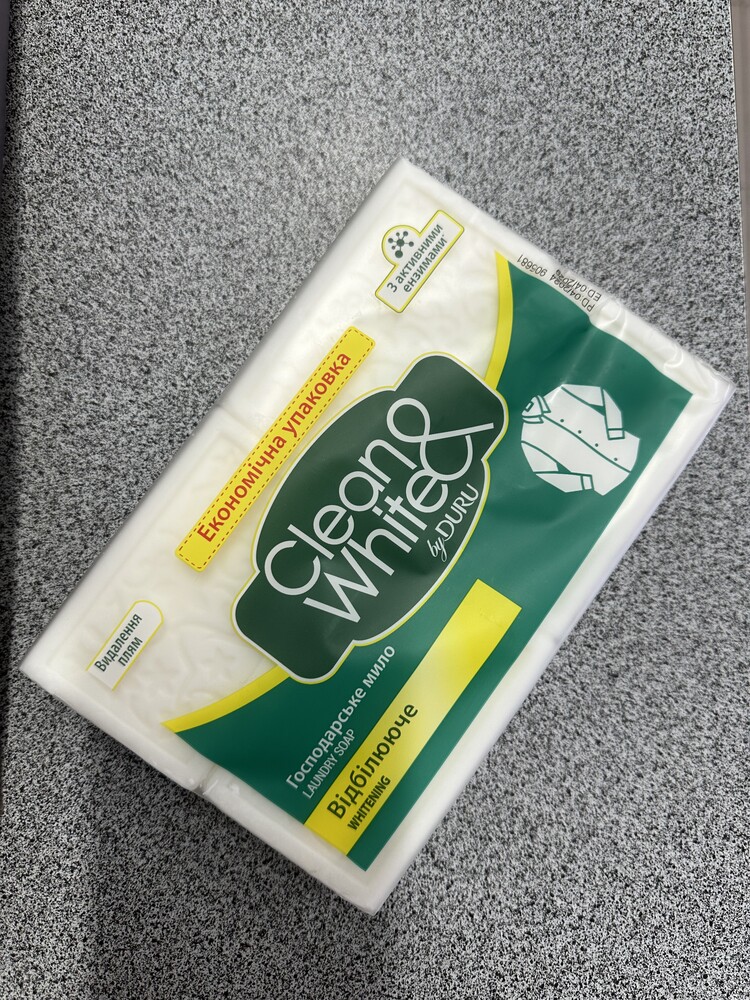 З активними
ензимами
Економічна упаковка
Clean &
White
by DURU
Видалення
плям
Господарське мило
LAUNDRY SOAP
Відбілююче
WHITENING